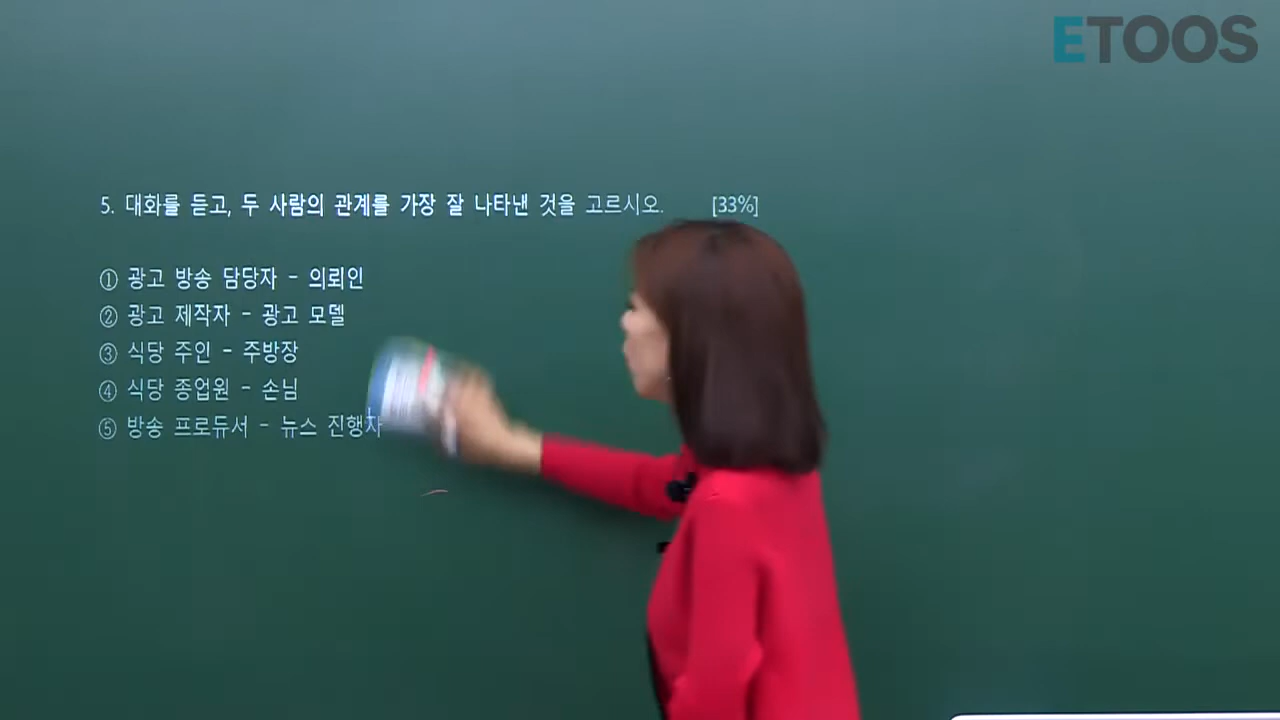 ETOOS
5. 대화를 듣고, 두 사람의 관계를 가장 잘 나타낸 것을 고르시오. [33%]
① 광고 방송 담당자 - 의뢰인
② 광고 제작자 - 광고 모델
③ 식당 주인 - 주방장
④ 식당 종업원 - 손님
⑤ 방송 프로듀서 - 뉴스 진행자